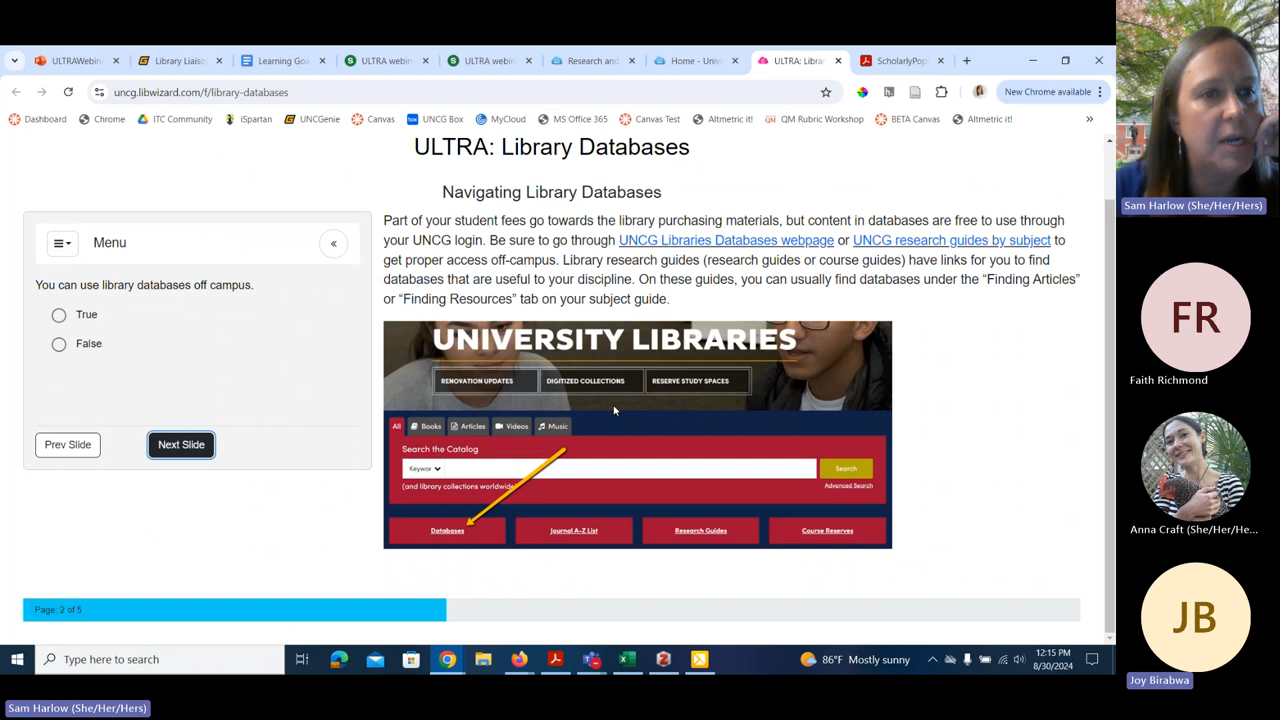 ULTRAWebin
Library Liaiso
Learning Goa
ULTRA webin
ULTRA webin
Research and
Home - Unive
ULTRA: Librar
ScholarlyPop
uncg.libwizard.com/f/library-databases
New Chrome available
Dashboard
Chrome
ITC Community
iSpartan
UNCGenie
Canvas
UNCG Box
MyCloud
MS Office 365
Canvas Test
Altmetric it!
QM Rubric Workshop
BETA Canvas
Altmetric it!
ULTRA: Library Databases
Navigating Library Databases
Part of your student fees go towards the library purchasing materials, but content in databases are free to use through
your UNCG login. Be sure to go through UNCG Libraries Databases webpage or UNCG research guides by subject to
get proper access off-campus. Library research guides (research guides or course guides) have links for you to find
databases that are useful to your discipline. On these guides, you can usually find databases under the “Finding Articles”
or “Finding Resources” tab on your subject guide.
Menu
«
You can use library databases off campus.
True
False
Prev Slide
Next Slide
UNIVERSITY LIBRARIES
RENOVATION UPDATES
DIGITIZED COLLECTIONS
RESERVE STUDY SPACES
All
Books
Articles
Videos
Music
Search the Catalog
Keywor
Search
(and library collections worldwide)
Advanced Search
Databases
Journal A-Z List
Research Guides
Course Reserves
Page: 2 of 5
Type here to search
86°F Mostly sunny
12:15 PM
8/30/2024
Sam Harlow (She/Her/Hers)
Sam Harlow (She/Her/Hers)
FR
Faith Richmond
Anna Craft (She/Her/He...
JB
Joy Birabwa